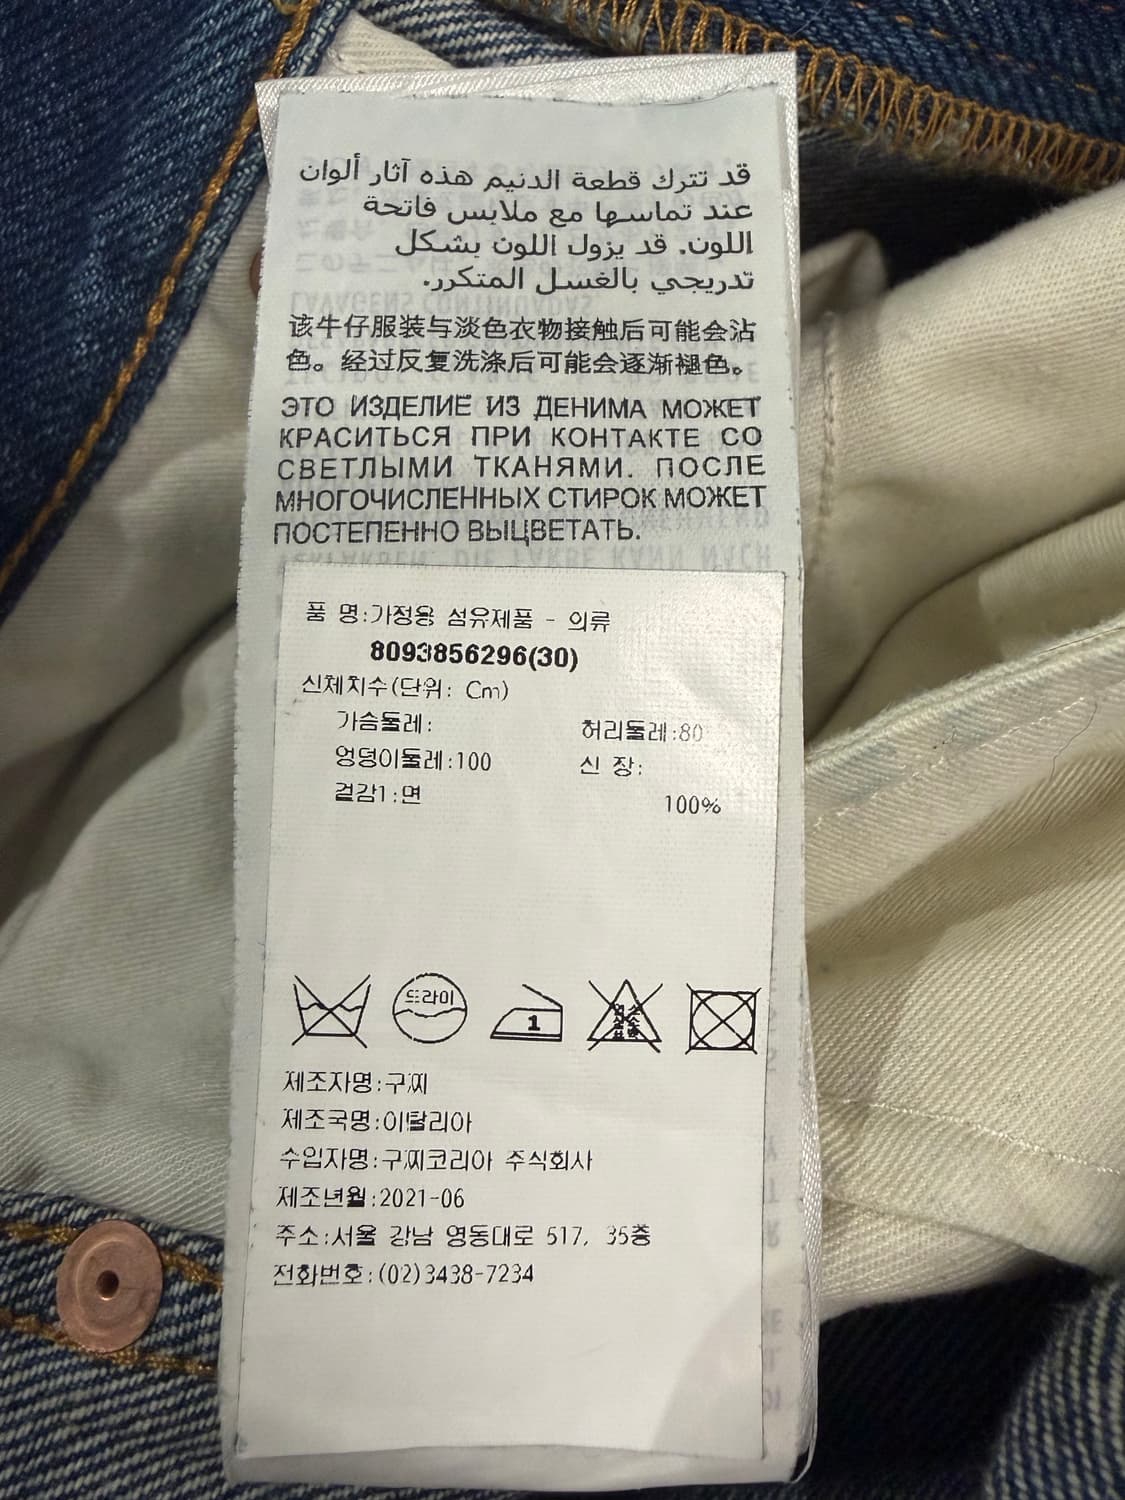 قد تترك قطعة الدنيم هذه آثار ألوان
عند تماسها مع ملابس فاتحة
اللون. قد يزول اللون بشكل
تدريجي بالغسل المتكرر.
该牛仔服装与淡色衣物接触后可能会沾
色。经过反复洗涤后可能会逐渐褪色。
ЭТО ИЗДЕЛИЕ ИЗ ДЕНИМА МОЖЕТ
КРАСИТЬСЯ ПРИ КОНТАКТЕ СО
СВЕТЛЫМИ ТКАНЯМИ. ПОСЛЕ
МНОГОЧИСЛЕННЫХ СТИРОК МОЖЕТ
ПОСТЕПЕННО ВЫЦВЕТАТЬ.
품 명:가정용 섬유제품 - 의류
8093856296(30)
신체치수(단위: Cm)
가슴둘레: 허리둘레:80
엉덩이둘레:100 신 장:
겉감1:면 100%
드라이 1
제조자명:구찌
제조국명:이탈리아
수입자명:구찌코리아 주식회사
제조년월:2021-06
주소:서울 강남 영동대로 517, 35층
전화번호:(02)3438-7234